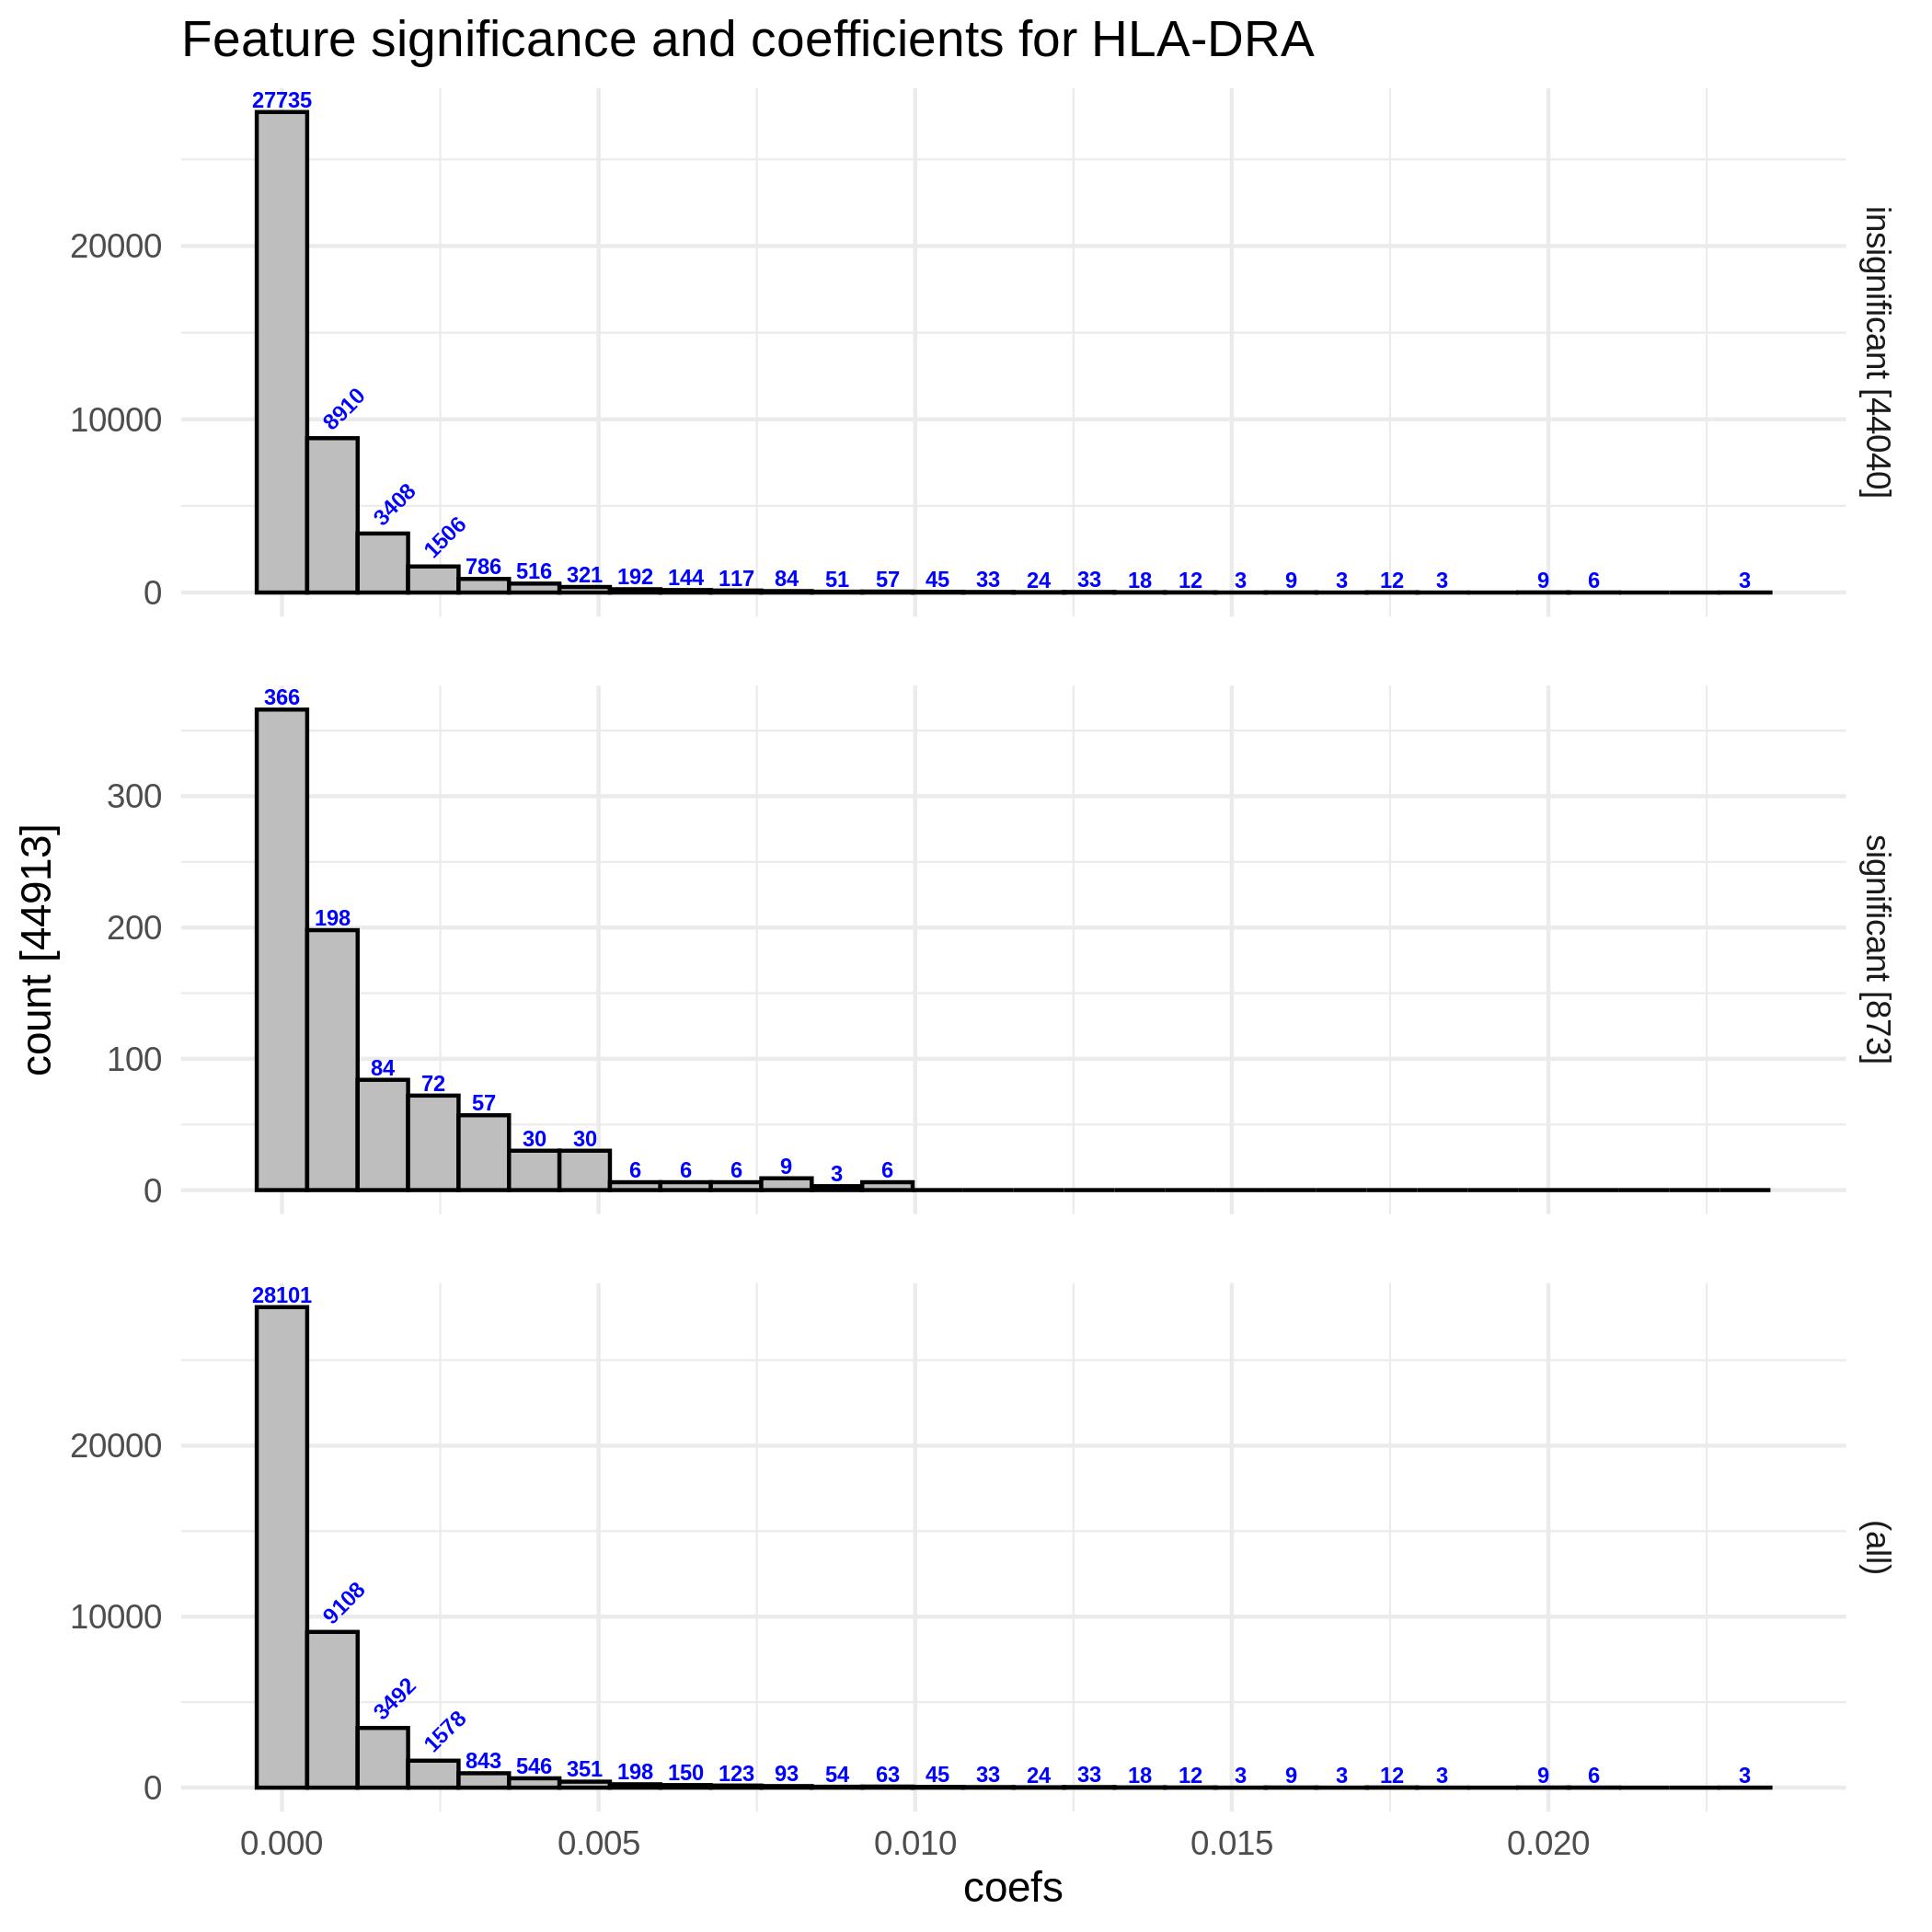 Feature significance and coefficients for HLA-DRA
count [44913]
27735
8910
3408
1506
786 516 321 192 144 117 84 51 57 45 33 24 33 18 12 3 9 3 12 3 9 6 3
20000
10000
0
insignificant [44040]
366
198
84
72
57
30 30
6 6 6 9 3 6
300
200
100
0
significant [873]
28101
9108
3492
1578
843 546 351 198 150 123 93 54 63 45 33 24 33 18 12 3 9 3 12 3 9 6 3
20000
10000
0
(all)
0.000 0.005 0.010 0.015 0.020
coefs